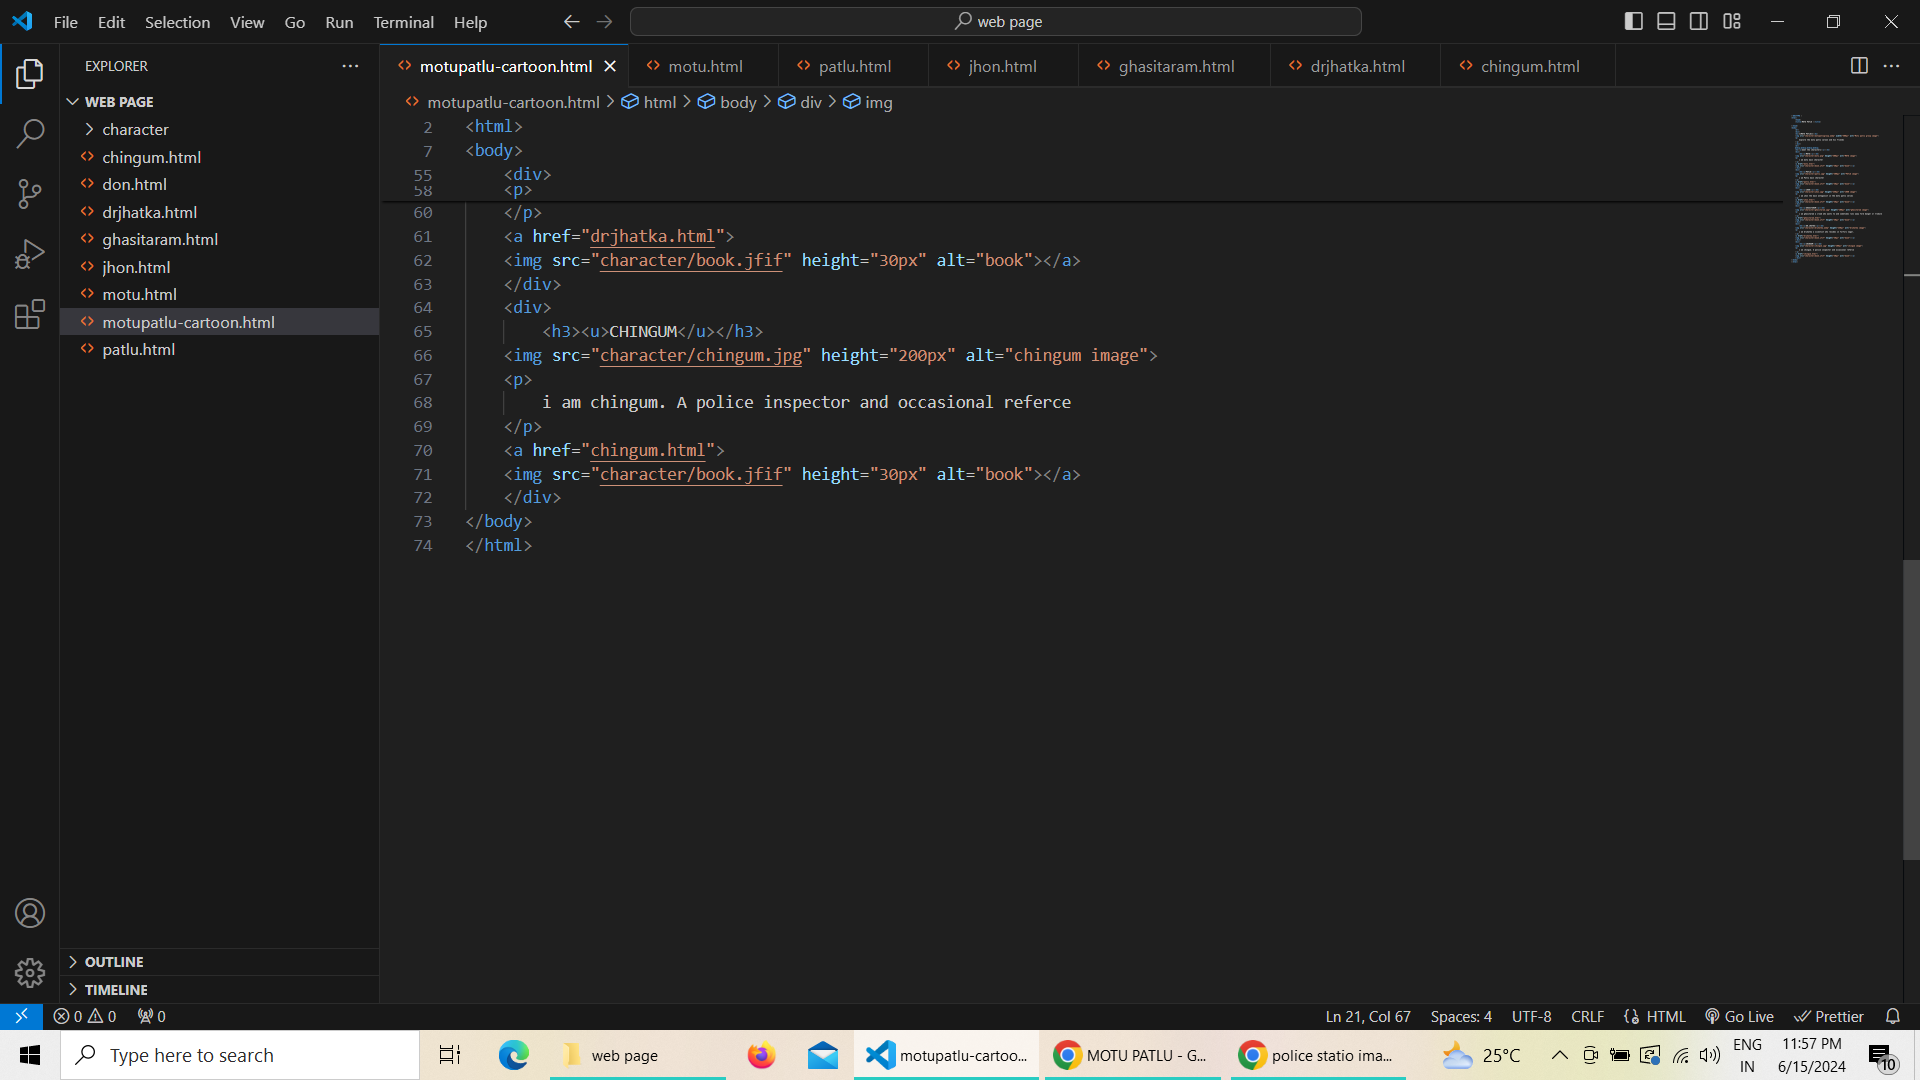 File Edit Selection View Go Run Terminal Help web page
EXPLORER
WEB PAGE
character
chingum.html
don.html
drjhatka.html
ghasitaram.html
jhon.html
motu.html
motupatlu-cartoon.html
patlu.html
OUTLINE
TIMELINE
motupatlu-cartoon.html motu.html patlu.html jhon.html ghasitaram.html drjhatka.html chingum.html
motupatlu-cartoon.html > html > body > div > img
2 <html>
7 <body>
55 <div>
58 <p>
60 </p>
61 <a href="drjhatka.html">
62 <img src="character/book.jfif" height="30px" alt="book"></a>
63 </div>
64 <div>
65 <h3><u>CHINGUM</u></h3>
66 <img src="character/chingum.jpg" height="200px" alt="chingum image">
67 <p>
68 i am chingum. A police inspector and occasional referce
69 </p>
70 <a href="chingum.html">
71 <img src="character/book.jfif" height="30px" alt="book"></a>
72 </div>
73 </body>
74 </html>
0 0 0 Ln 21, Col 67 Spaces: 4 UTF-8 CRLF HTML Go Live Prettier
Type here to search web page motupatlu-cartoo... MOTU PATLU - G... police statio ima... 25°C ENG 11:57 PM
IN 6/15/2024 10